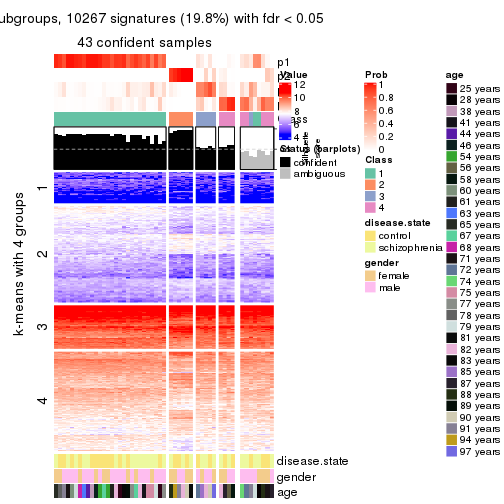 ubgroups, 10267 signatures (19.8%) with fdr < 0.05
43 confident samples
p1
p2
Value
12
10
8
6
4
Status (barplots)
confident
ambiguous
Prob
1
0.8
0.6
0.4
0.2
0
Class
1
2
3
4
disease.state
control
schizophrenia
gender
female
male
age
25 years
28 years
38 years
41 years
44 years
46 years
54 years
56 years
58 years
60 years
61 years
63 years
65 years
67 years
68 years
71 years
72 years
74 years
75 years
77 years
78 years
79 years
81 years
82 years
83 years
85 years
87 years
88 years
89 years
90 years
91 years
94 years
97 years
k-means with 4 groups
1
2
3
4
disease.state
gender
age